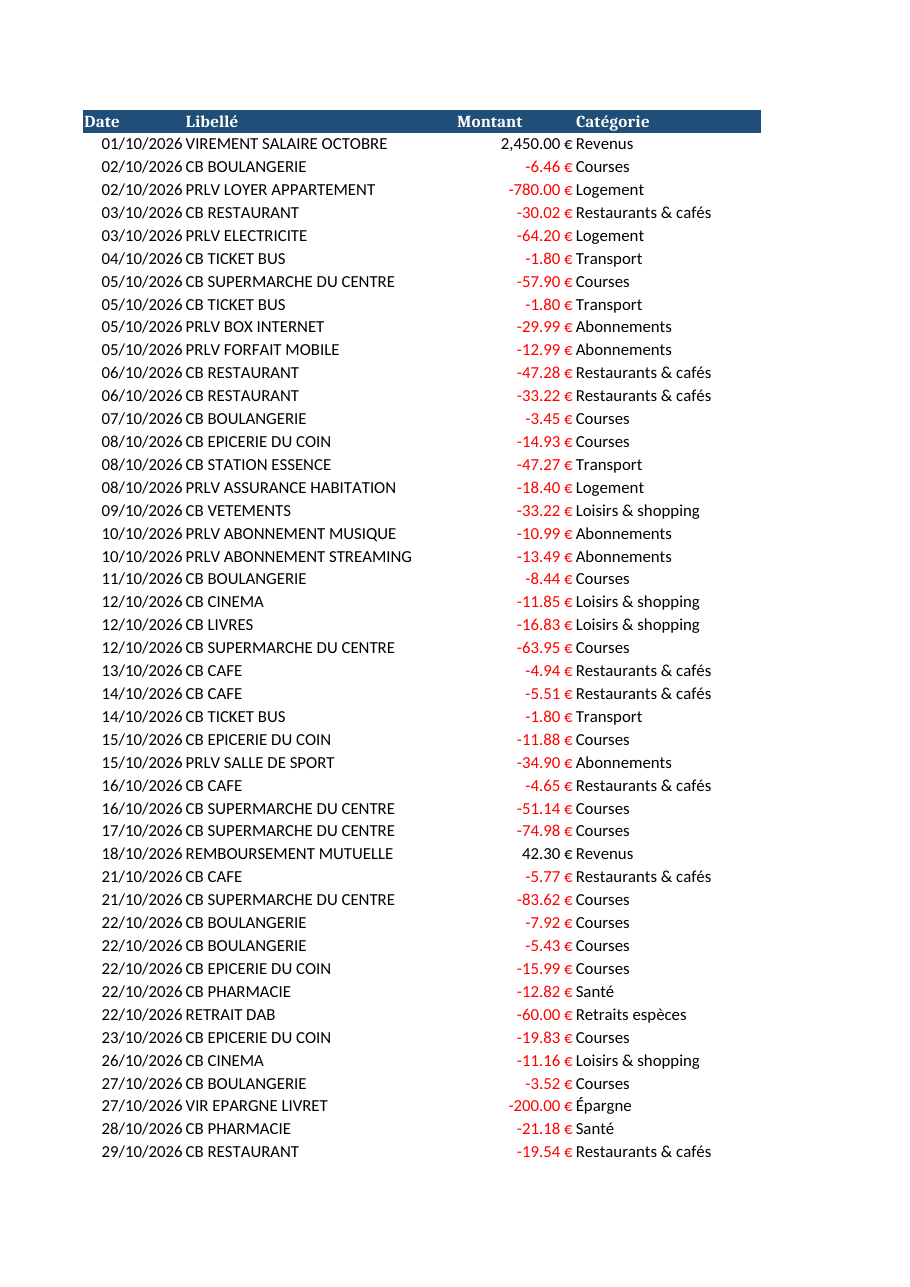 Date Libellé Montant Catégorie
01/10/2026 VIREMENT SALAIRE OCTOBRE 2,450.00 € Revenus
02/10/2026 CB BOULANGERIE -6.46 € Courses
02/10/2026 PRLV LOYER APPARTEMENT -780.00 € Logement
03/10/2026 CB RESTAURANT -30.02 € Restaurants & cafés
03/10/2026 PRLV ELECTRICITE -64.20 € Logement
04/10/2026 CB TICKET BUS -1.80 € Transport
05/10/2026 CB SUPERMARCHE DU CENTRE -57.90 € Courses
05/10/2026 CB TICKET BUS -1.80 € Transport
05/10/2026 PRLV BOX INTERNET -29.99 € Abonnements
05/10/2026 PRLV FORFAIT MOBILE -12.99 € Abonnements
06/10/2026 CB RESTAURANT -47.28 € Restaurants & cafés
06/10/2026 CB RESTAURANT -33.22 € Restaurants & cafés
07/10/2026 CB BOULANGERIE -3.45 € Courses
08/10/2026 CB EPICERIE DU COIN -14.93 € Courses
08/10/2026 CB STATION ESSENCE -47.27 € Transport
08/10/2026 PRLV ASSURANCE HABITATION -18.40 € Logement
09/10/2026 CB VETEMENTS -33.22 € Loisirs & shopping
10/10/2026 PRLV ABONNEMENT MUSIQUE -10.99 € Abonnements
10/10/2026 PRLV ABONNEMENT STREAMING -13.49 € Abonnements
11/10/2026 CB BOULANGERIE -8.44 € Courses
12/10/2026 CB CINEMA -11.85 € Loisirs & shopping
12/10/2026 CB LIVRES -16.83 € Loisirs & shopping
12/10/2026 CB SUPERMARCHE DU CENTRE -63.95 € Courses
13/10/2026 CB CAFE -4.94 € Restaurants & cafés
14/10/2026 CB CAFE -5.51 € Restaurants & cafés
14/10/2026 CB TICKET BUS -1.80 € Transport
15/10/2026 CB EPICERIE DU COIN -11.88 € Courses
15/10/2026 PRLV SALLE DE SPORT -34.90 € Abonnements
16/10/2026 CB CAFE -4.65 € Restaurants & cafés
16/10/2026 CB SUPERMARCHE DU CENTRE -51.14 € Courses
17/10/2026 CB SUPERMARCHE DU CENTRE -74.98 € Courses
18/10/2026 REMBOURSEMENT MUTUELLE 42.30 € Revenus
21/10/2026 CB CAFE -5.77 € Restaurants & cafés
21/10/2026 CB SUPERMARCHE DU CENTRE -83.62 € Courses
22/10/2026 CB BOULANGERIE -7.92 € Courses
22/10/2026 CB BOULANGERIE -5.43 € Courses
22/10/2026 CB EPICERIE DU COIN -15.99 € Courses
22/10/2026 CB PHARMACIE -12.82 € Santé
22/10/2026 RETRAIT DAB -60.00 € Retraits espèces
23/10/2026 CB EPICERIE DU COIN -19.83 € Courses
26/10/2026 CB CINEMA -11.16 € Loisirs & shopping
27/10/2026 CB BOULANGERIE -3.52 € Courses
27/10/2026 VIR EPARGNE LIVRET -200.00 € Épargne
28/10/2026 CB PHARMACIE -21.18 € Santé
29/10/2026 CB RESTAURANT -19.54 € Restaurants & cafés